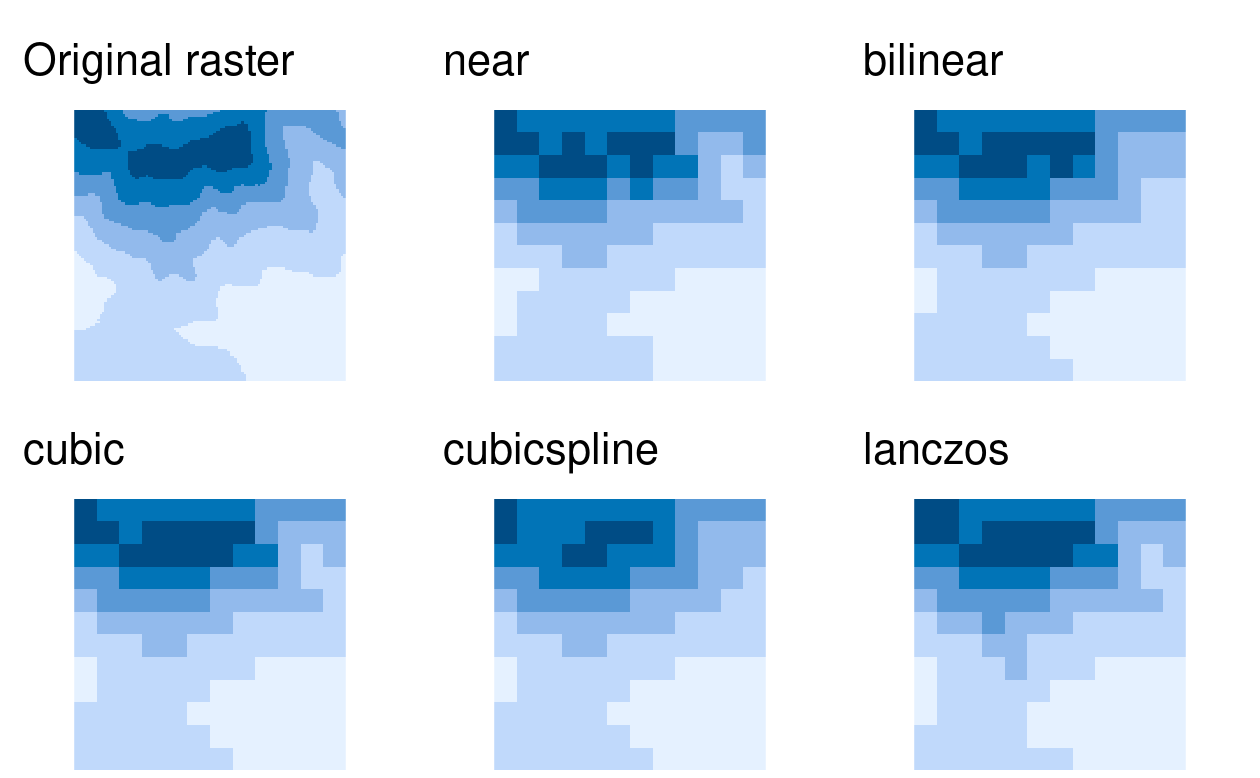 Original raster
near
bilinear
cubic
cubicspline
lanczos